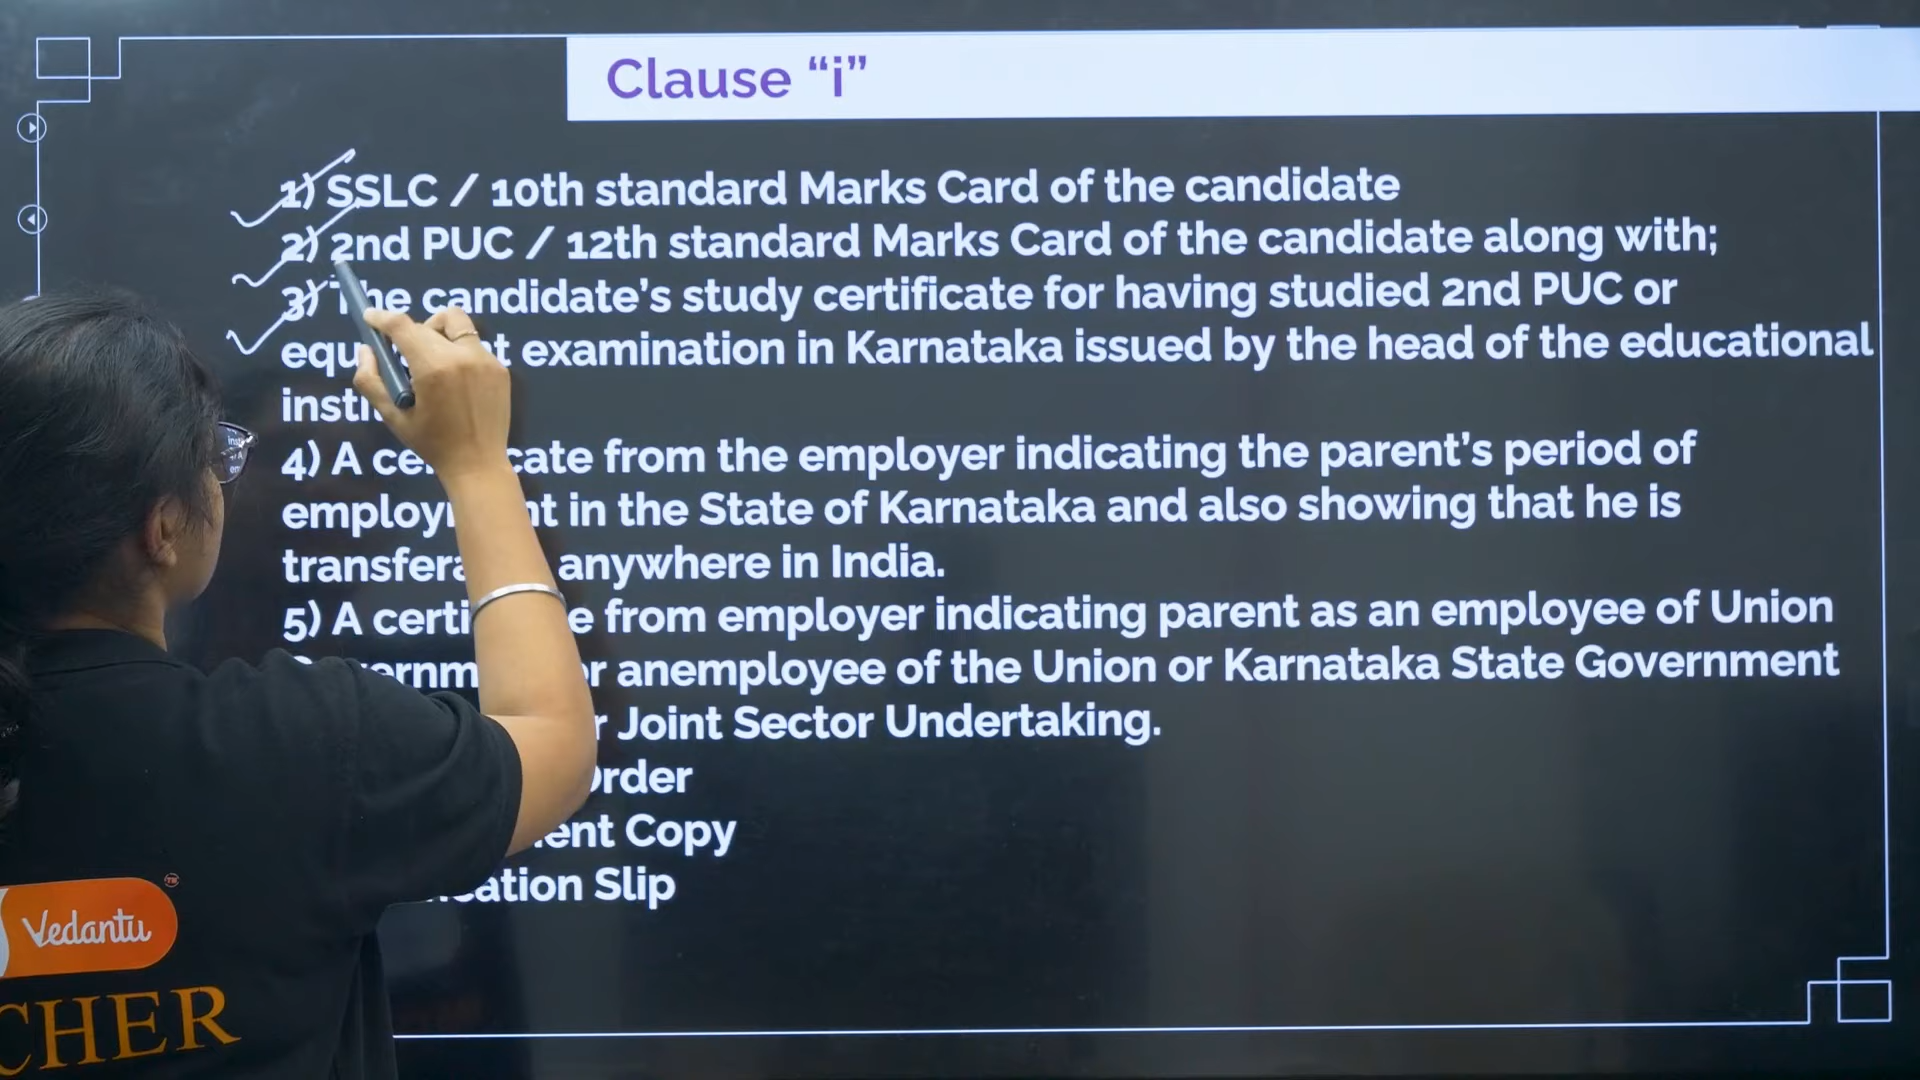 Clause “i”
1) SSLC / 10th standard Marks Card of the candidate
2) 2nd PUC / 12th standard Marks Card of the candidate along with;
3) The candidate’s study certificate for having studied 2nd PUC or
examination in Karnataka issued by the head of the educational
4) A from the employer indicating the parent’s period of
in the State of Karnataka and also showing that he is
anywhere in India.
5) A from employer indicating parent as an employee of Union
anemployee of the Union or Karnataka State Government
Joint Sector Undertaking.
Order
Copy
Slip
Vedantu